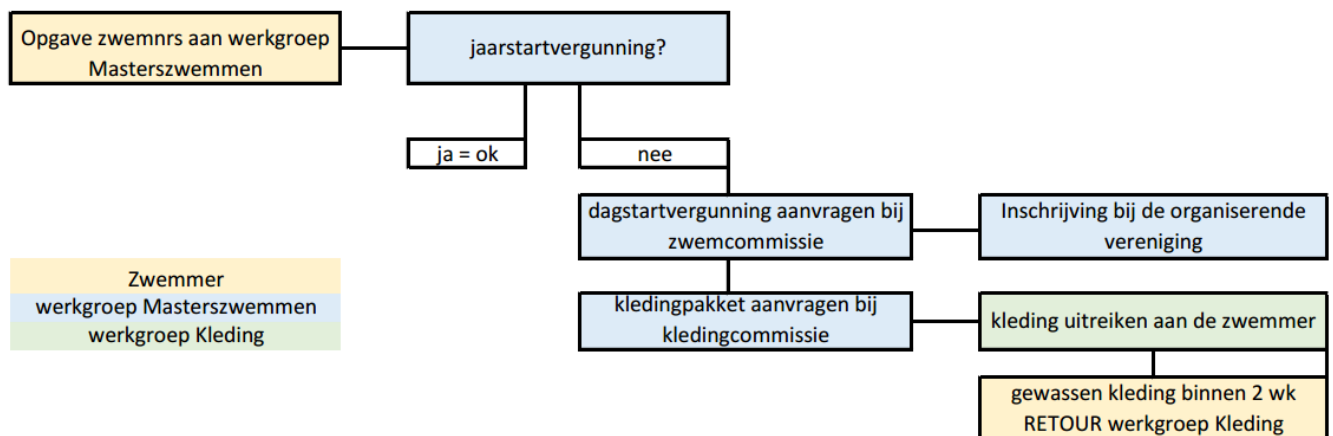 Opgave zwemnrs aan werkgroep
Masterszwemmen
jaarstartvergunning?
ja = ok
nee
dagstartvergunning aanvragen bij
zwemcommissie
Inschrijving bij de organiserende
vereniging
Zwemmer
werkgroep Masterszwemmen
werkgroep Kleding
kledingpakket aanvragen bij
kledingcommissie
kleding uitreiken aan de zwemmer
gewassen kleding binnen 2 wk
RETOUR werkgroep Kleding